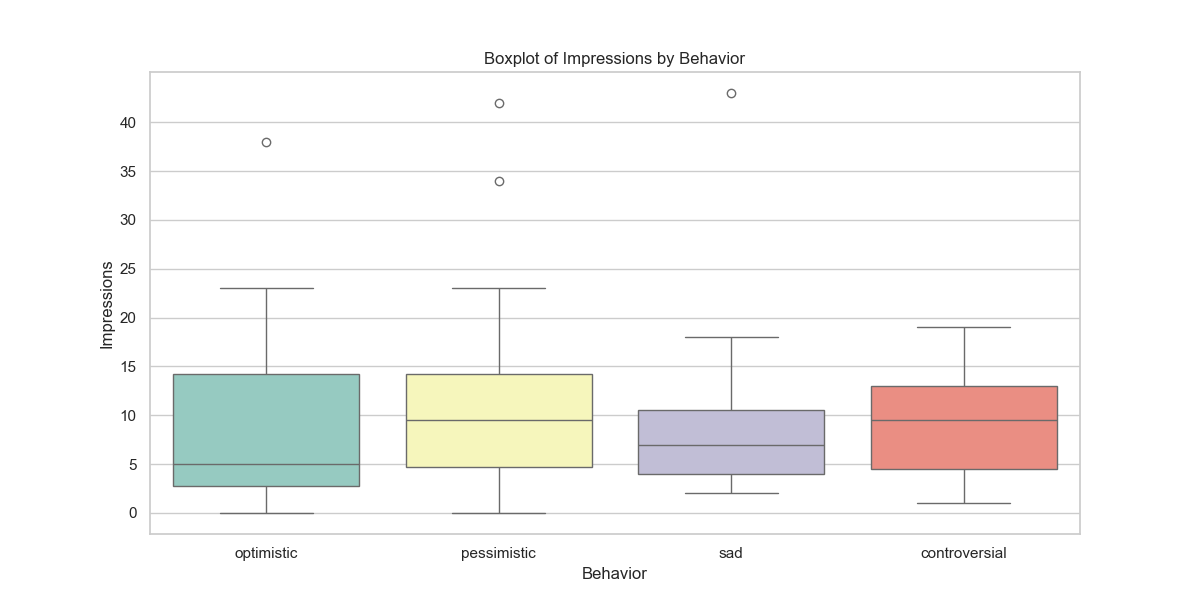 Boxplot of Impressions by Behavior
Impressions
40
35
30
25
20
15
10
5
0
optimistic pessimistic sad controversial
Behavior